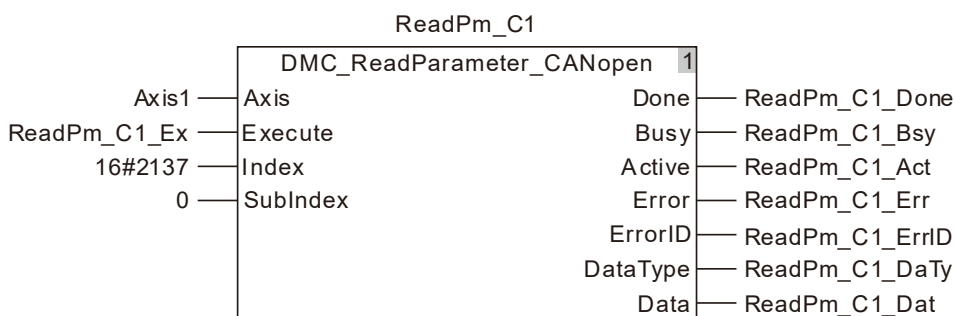 ReadPm_C1
DMC_ReadParameter_CANopen 1
Axis1 Axis Done ReadPm_C1_Done
ReadPm_C1_Ex Execute Busy ReadPm_C1_Bsy
16#2137 Index Active ReadPm_C1_Act
0 SubIndex Error ReadPm_C1_Err
ErrorID ReadPm_C1_ErrID
DataType ReadPm_C1_DaTy
Data ReadPm_C1_Dat